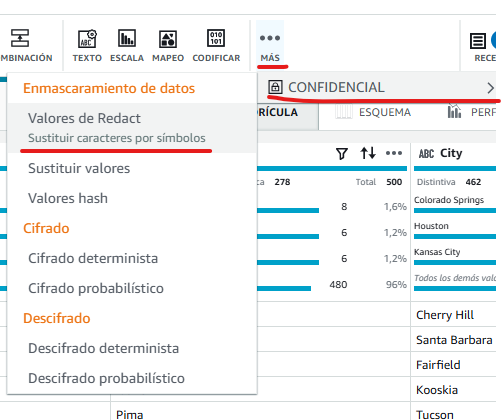 MBINACIÓN
TEXTO
ESCALA
MAPEO
CODIFICAR
MÁS
RECE
Enmascaramiento de datos
CONFIDENCIAL
Valores de Redact
Sustituir caracteres por símbolos
Sustituir valores
Valores hash
Cifrado
Cifrado determinista
Cifrado probabilístico
Descifrado
Descifrado determinista
Descifrado probabilístico
DRÍCULA
ESQUEMA
PERF
ABC City
ca 278
Total 500
Distintiva 462
8 1,6%
6 1,2%
6 1,2%
480 96%
Colorado Springs
Houston
Kansas City
Todos los demás valo
Cherry Hill
Santa Barbara
Fairfield
Kooskia
Pima
Tucson